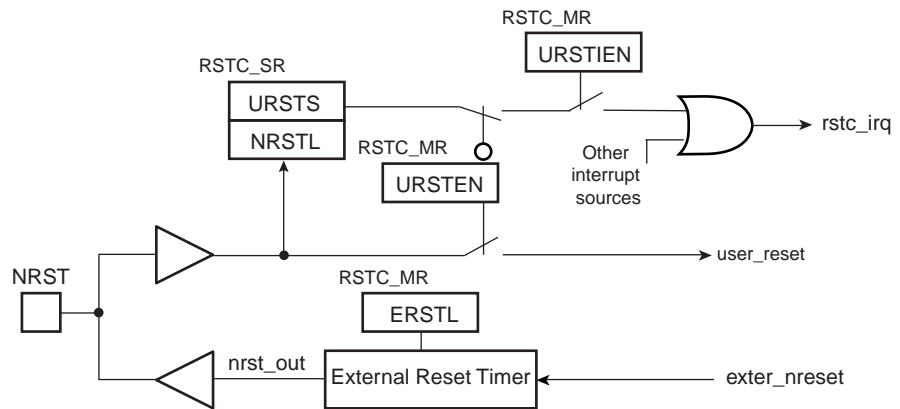 RSTC_MR
URSTIEN
RSTC_SR
URSTS
NRSTL
rstc_irq
RSTC_MR
URSTEN
Other
interrupt
sources
user_reset
NRST
RSTC_MR
ERSTL
nrst_out
External Reset Timer
exter_nreset